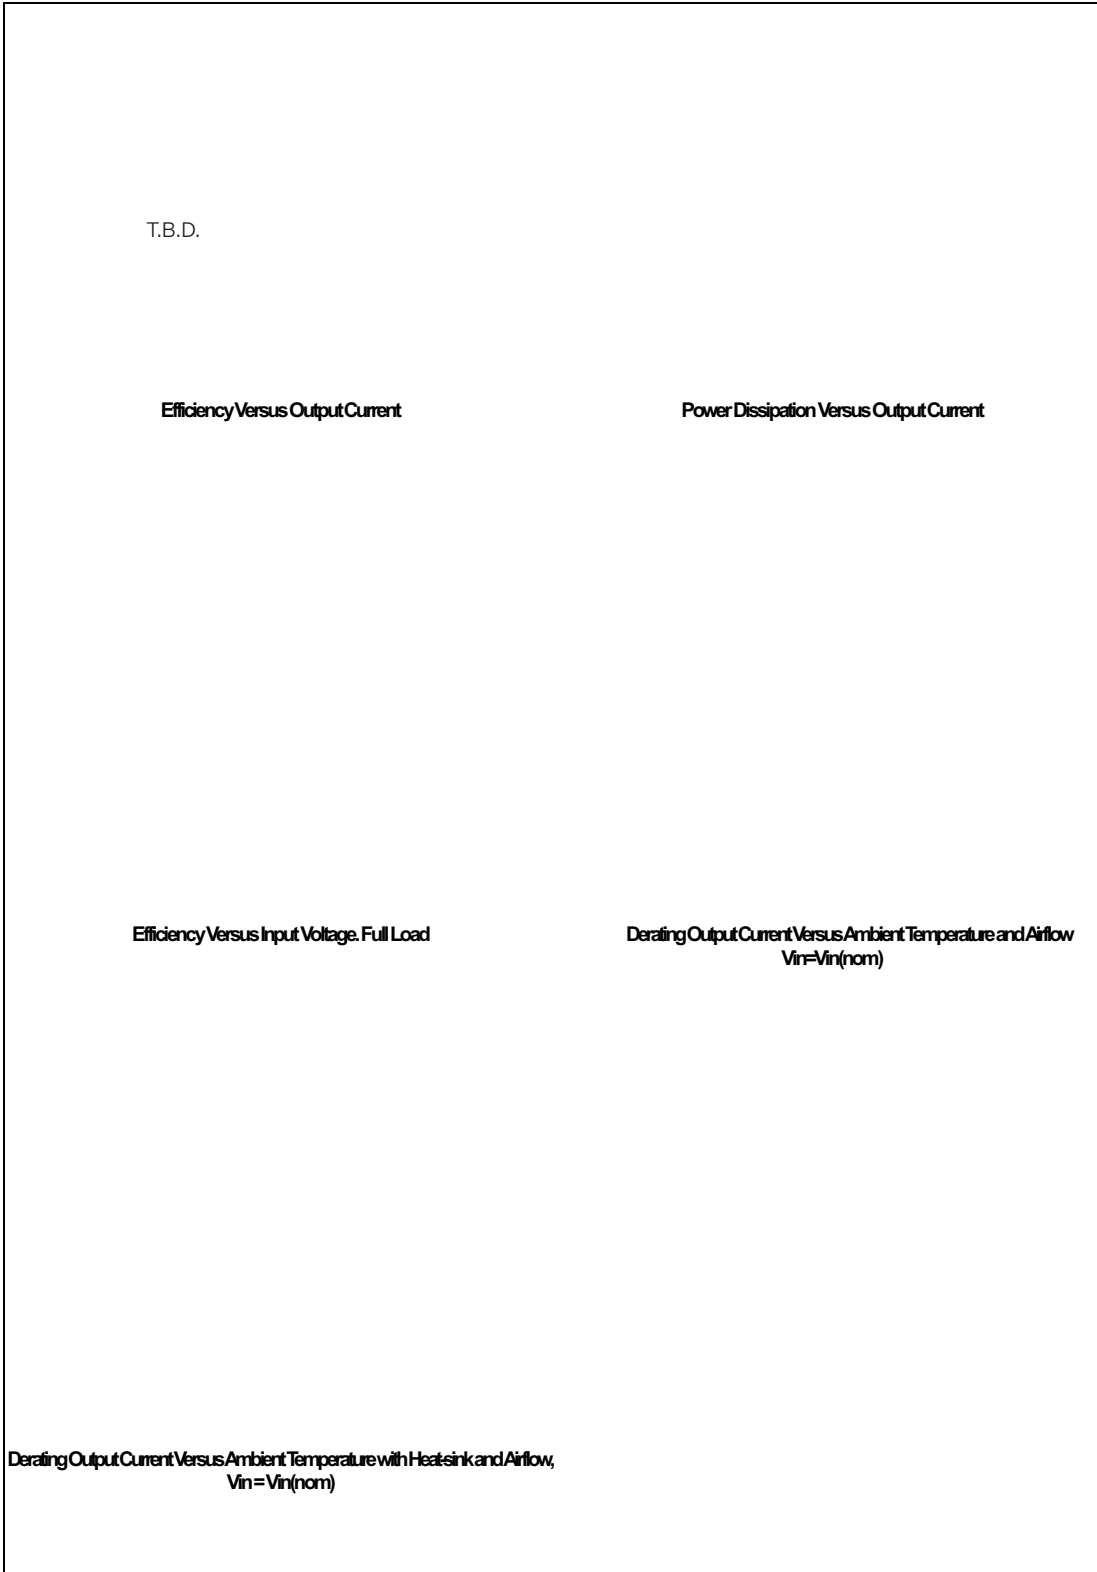 T.B.D.
Efficiency Versus Output Current
Power Dissipation Versus Output Current
Efficiency Versus Input Voltage. Full Load
Derating Output Current Versus Ambient Temperature and Airflow
Vin=Vin(nom)
Derating Output Current Versus Ambient Temperature with Heat-sink and Airflow,
Vin = Vin(nom)